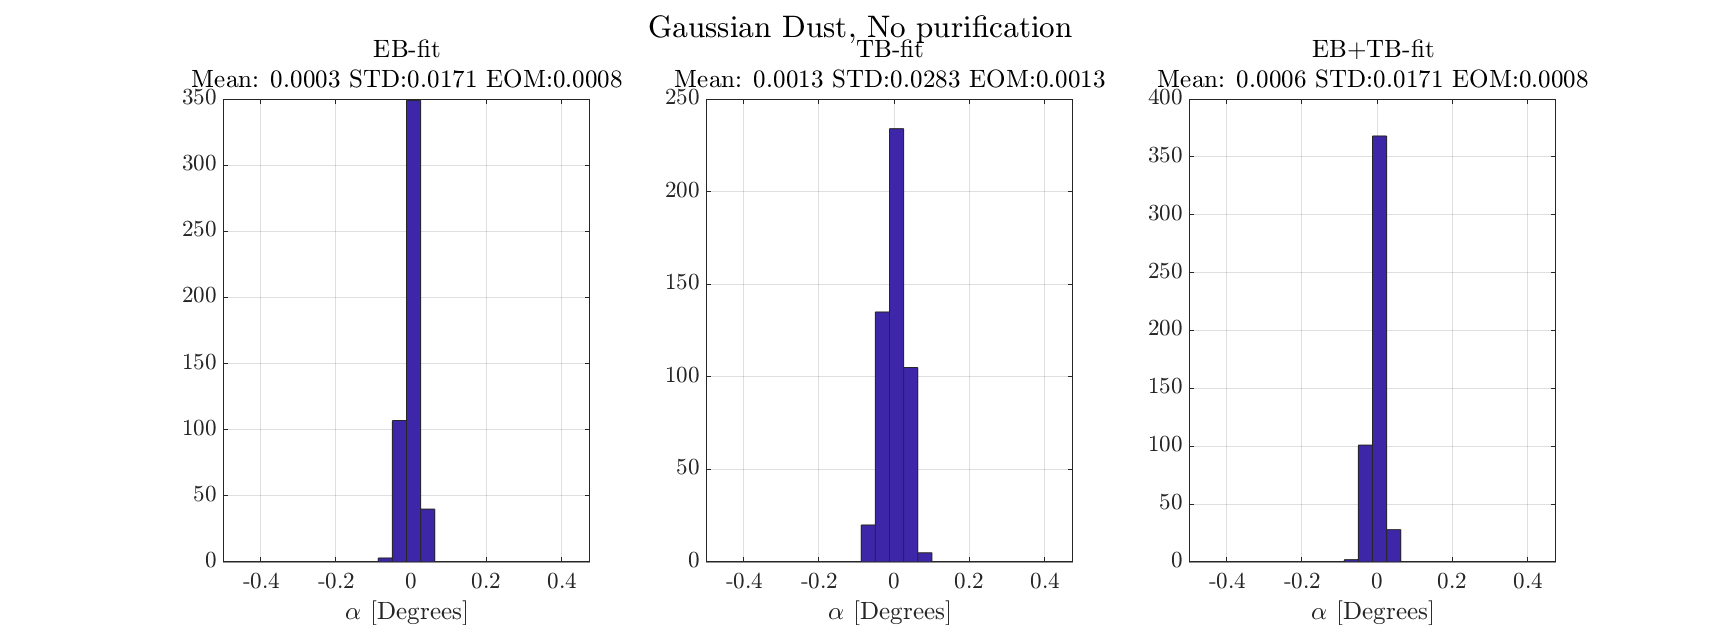 Gaussian Dust, No purification
EB-fit
Mean: 0.0003 STD:0.0171 EOM:0.0008
350
300
250
200
150
100
50
0
-0.4 -0.2 0 0.2 0.4
α [Degrees]
TB-fit
Mean: 0.0013 STD:0.0283 EOM:0.0013
250
200
150
100
50
0
-0.4 -0.2 0 0.2 0.4
α [Degrees]
EB+TB-fit
Mean: 0.0006 STD:0.0171 EOM:0.0008
400
350
300
250
200
150
100
50
0
-0.4 -0.2 0 0.2 0.4
α [Degrees]